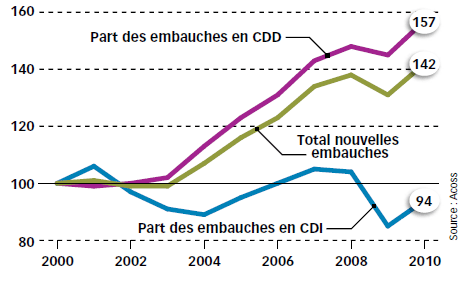 160
157
Part des embauches en CDD
142
140
120
Total nouvelles
embauches
100
94
Part des embauches en CDI
80
2000 2002 2004 2006 2008 2010
Source : Acoss